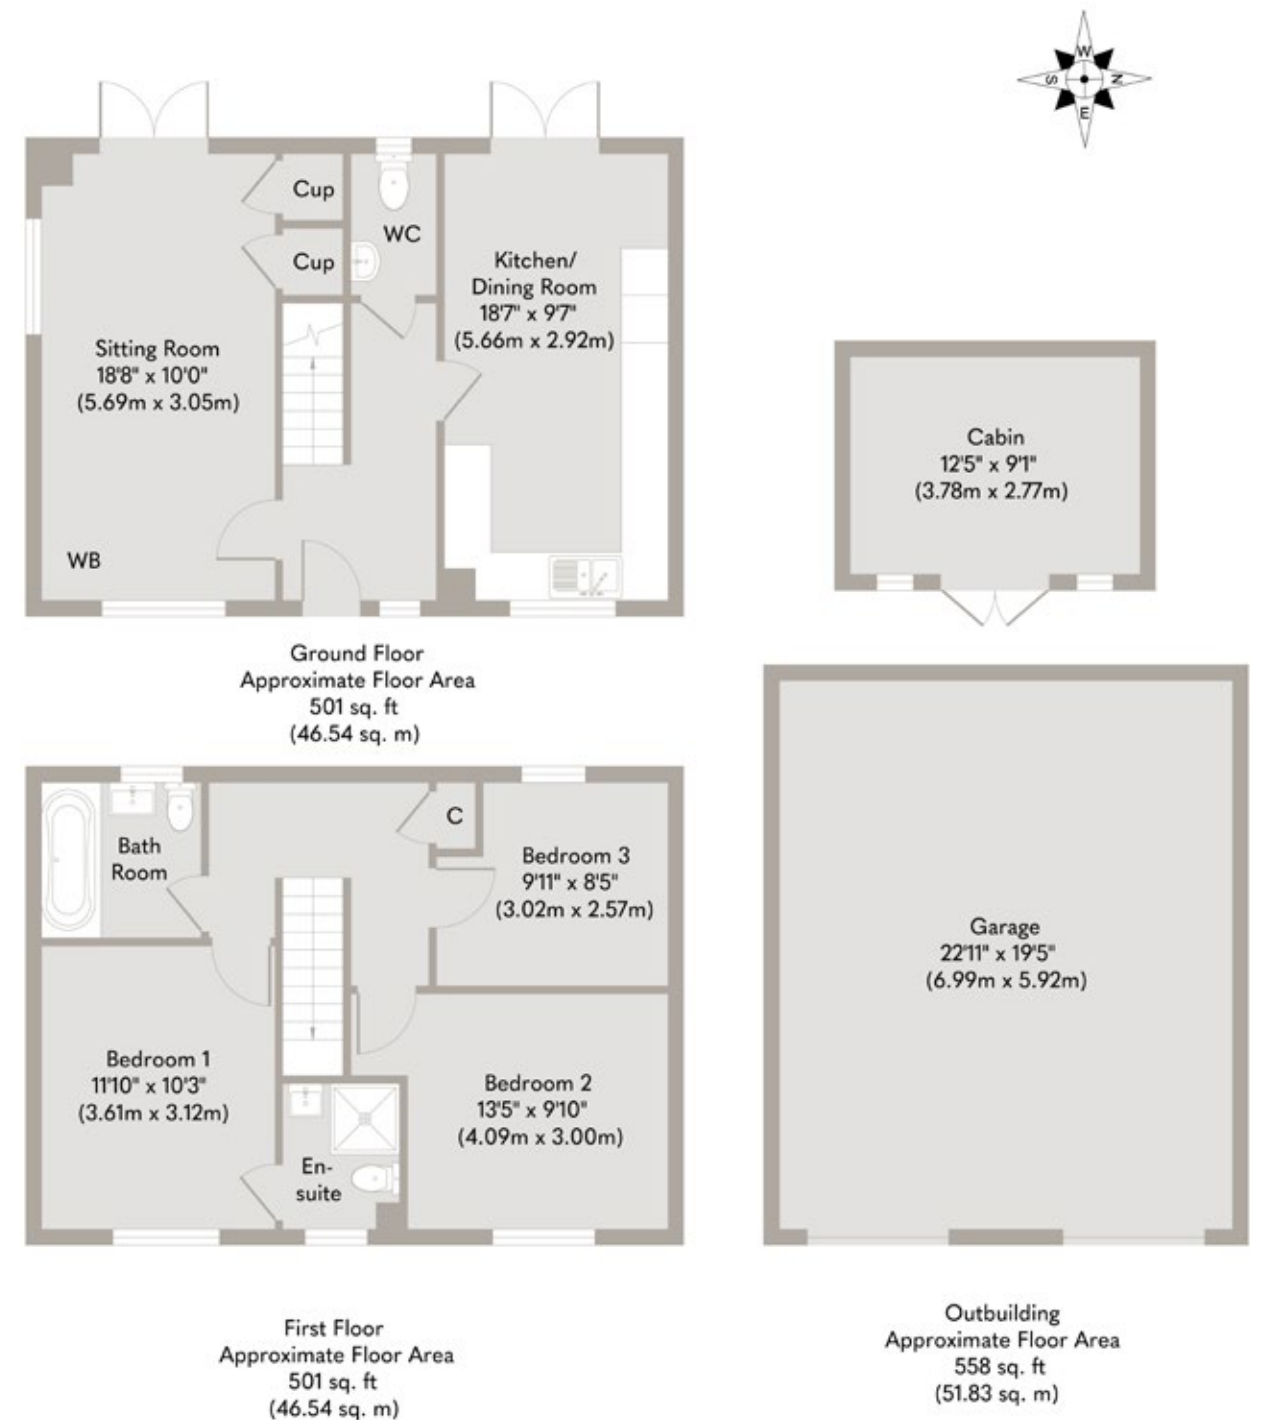 W
S
N
E
Cup
WC
Cup
Kitchen/
Dining Room
18'7" x 9'7"
(5.66m x 2.92m)
Sitting Room
18'8" x 10'0"
(5.69m x 3.05m)
WB
Cabin
12'5" x 9'1"
(3.78m x 2.77m)
Ground Floor
Approximate Floor Area
501 sq. ft
(46.54 sq. m)
Bath
Room
C
Bedroom 3
9'11" x 8'5"
(3.02m x 2.57m)
Bedroom 1
11'10" x 10'3"
(3.61m x 3.12m)
Bedroom 2
13'5" x 9'10"
(4.09m x 3.00m)
En-
suite
Garage
22'11" x 19'5"
(6.99m x 5.92m)
First Floor
Approximate Floor Area
501 sq. ft
(46.54 sq. m)
Outbuilding
Approximate Floor Area
558 sq. ft
(51.83 sq. m)